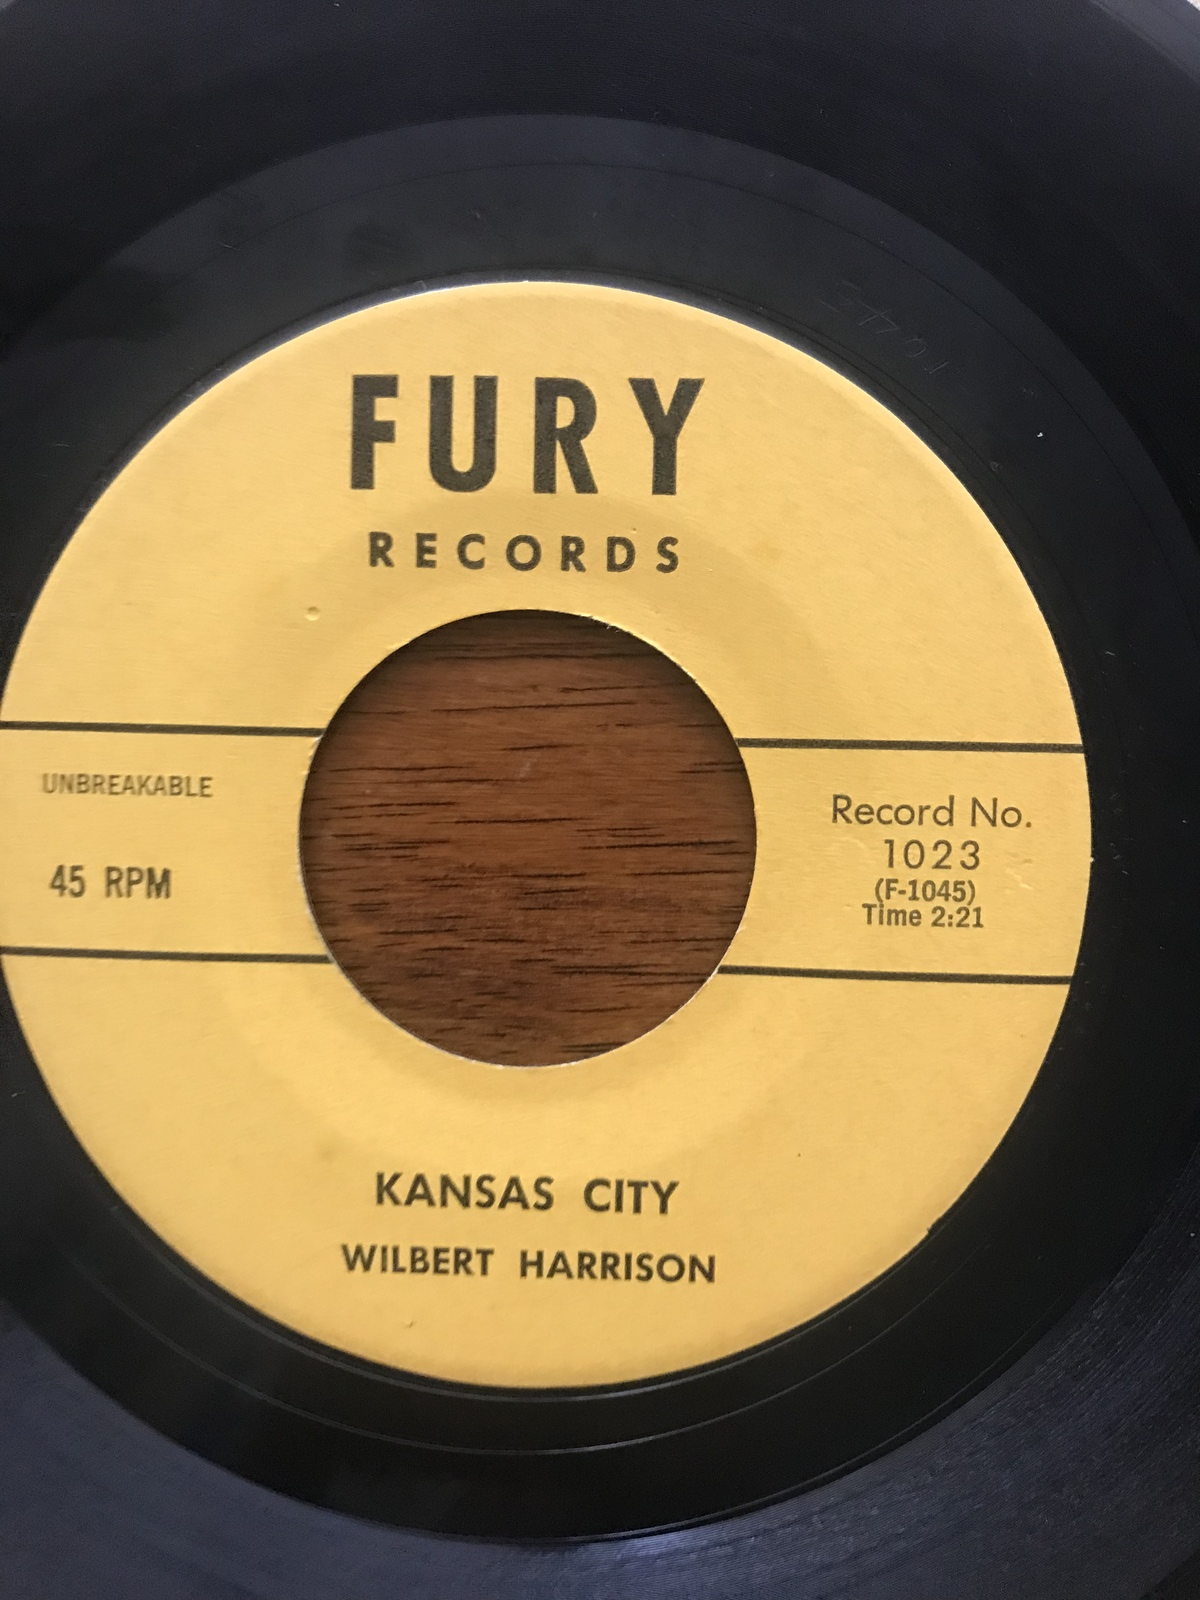 FURY
RECORDS
UNBREAKABLE
45 RPM
Record No.
1023
(F-1045)
Time 2:21
KANSAS CITY
WILBERT HARRISON